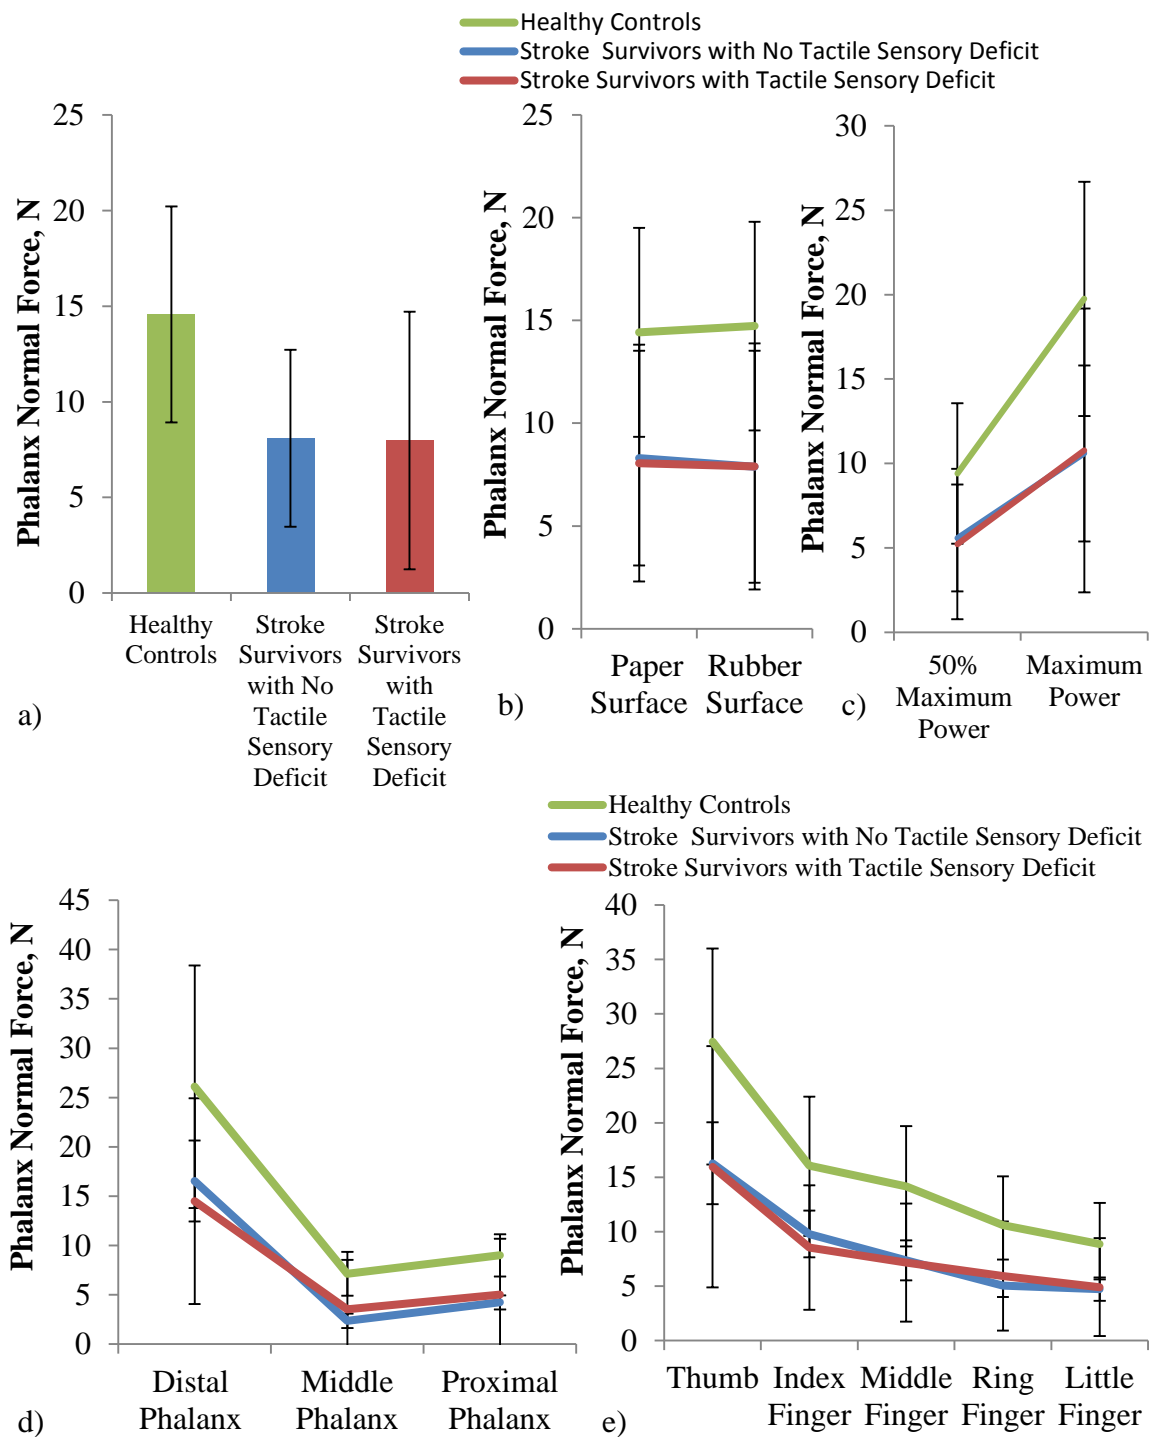 Healthy Controls
Stroke  Survivors with No Tactile Sensory Deficit
Stroke Survivors with Tactile Sensory Deficit
Phalanx Normal Force, N
25
20
15
10
5
0
Healthy
Controls
Stroke
Survivors
with No
Tactile
Sensory
Deficit
Stroke
Survivors
with
Tactile
Sensory
Deficit
a)
Phalanx Normal Force, N
25
20
15
10
5
0
Paper
Surface
Rubber
Surface
b)
Phalanx Normal Force, N
30
25
20
15
10
5
0
50%
Maximum
Power
Maximum
Power
c)
Healthy Controls
Stroke  Survivors with No Tactile Sensory Deficit
Stroke Survivors with Tactile Sensory Deficit
Phalanx Normal Force, N
45
40
35
30
25
20
15
10
5
0
Distal
Phalanx
Middle
Phalanx
Proximal
Phalanx
d)
Phalanx Normal Force, N
40
35
30
25
20
15
10
5
0
Thumb
Index
Finger
Middle
Finger
Ring
Finger
Little
Finger
e)